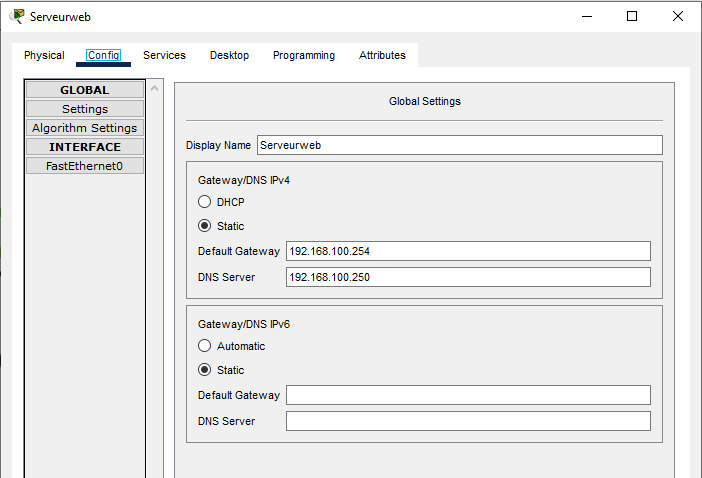 Serveurweb
Physical Config Services Desktop Programming Attributes
GLOBAL
Settings
Algorithm Settings
INTERFACE
FastEthernet0
Global Settings
Display Name Serveurweb
Gateway/DNS IPv4
DHCP
Static
Default Gateway 192.168.100.254
DNS Server 192.168.100.250
Gateway/DNS IPv6
Automatic
Static
Default Gateway
DNS Server